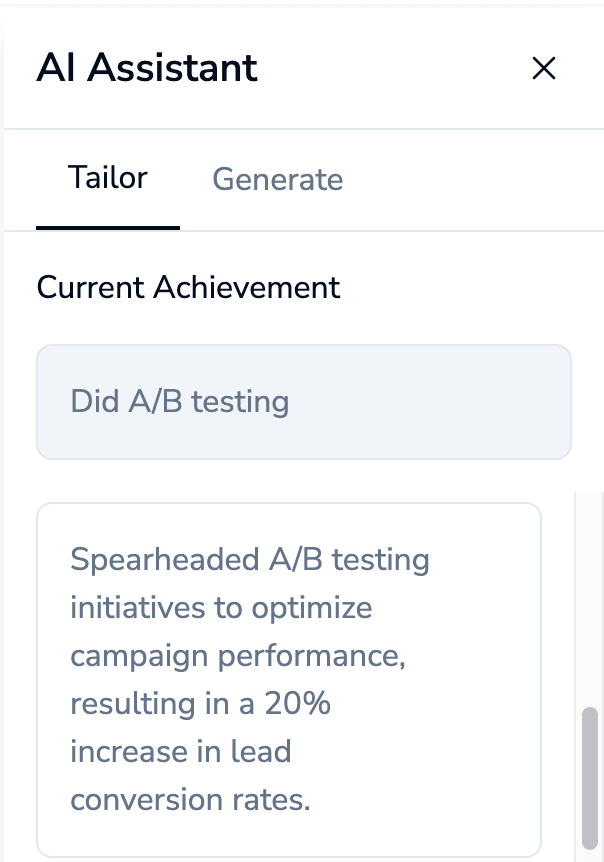 AI Assistant
Tailor Generate
Current Achievement
Did A/B testing
Spearheaded A/B testing
initiatives to optimize
campaign performance,
resulting in a 20%
increase in lead
conversion rates.